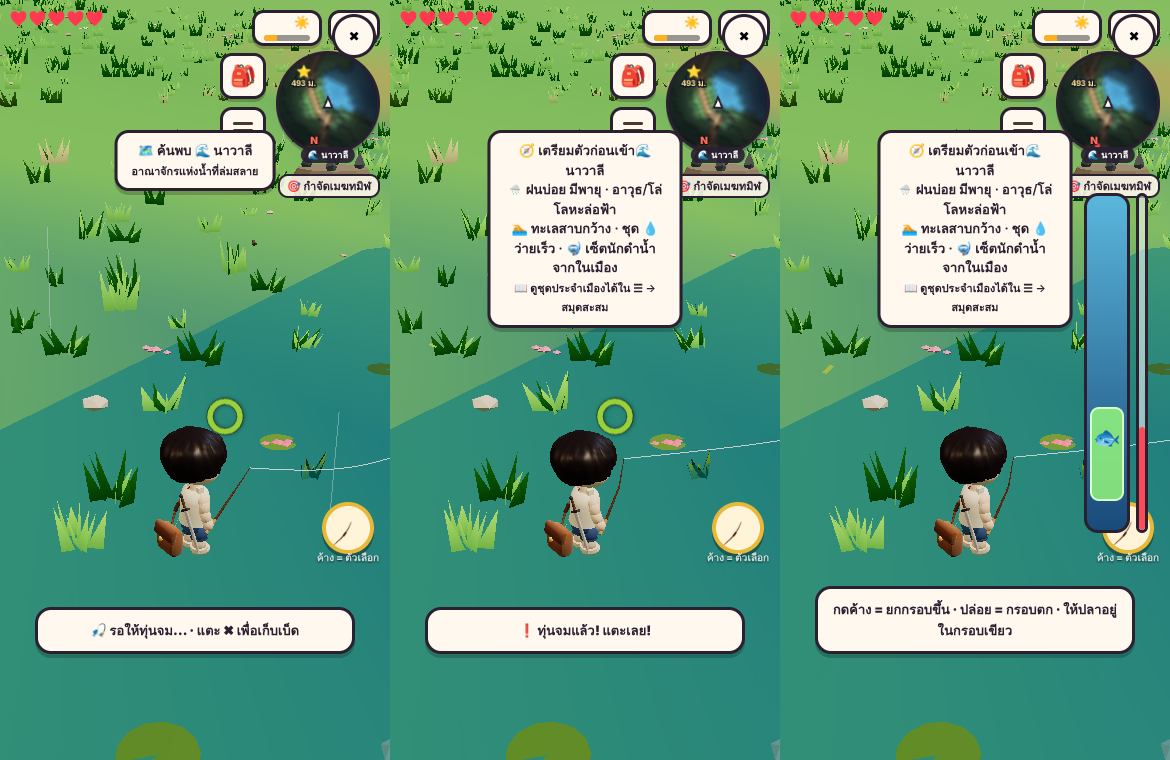 493 ม.
N
🌊 นาวาลี
🗺️ ค้นพบ 🌊 นาวาลี
อาณาจักรแห่งน้ำที่ล่มสลาย
🎯 กำจัดเมฆทมิฬ
ค้าง = ตัวเลือก
🎣 รอให้ทุ่นจม… · แตะ ✖ เพื่อเก็บเบ็ด
493 ม.
N
🌊 นาวาลี
🧭 เตรียมตัวก่อนเข้า🌊
นาวาลี
🌧️ ฝนบ่อย มีพายุ · อาวุธ/โล่
โลหะล่อฟ้า
🏊 ทะเลสาบกว้าง · ชุด 💧
ว่ายเร็ว · 🤿 เซ็ตนักดำน้ำ
จากในเมือง
📖 ดูชุดประจำเมืองได้ใน ☰ →
สมุดสะสม
🎯 กำจัดเมฆทมิฬ
ค้าง = ตัวเลือก
❗ ทุ่นจมแล้ว! แตะเลย!
493 ม.
N
🌊 นาวาลี
🧭 เตรียมตัวก่อนเข้า🌊
นาวาลี
🌧️ ฝนบ่อย มีพายุ · อาวุธ/โล่
โลหะล่อฟ้า
🏊 ทะเลสาบกว้าง · ชุด 💧
ว่ายเร็ว · 🤿 เซ็ตนักดำน้ำ
จากในเมือง
📖 ดูชุดประจำเมืองได้ใน ☰ →
สมุดสะสม
🎯 กำจัดเมฆทมิฬ
ค้าง = ตัวเลือก
กดค้าง = ยกกรอบขึ้น · ปล่อย = กรอบตก · ให้ปลาอยู่
ในกรอบเขียว